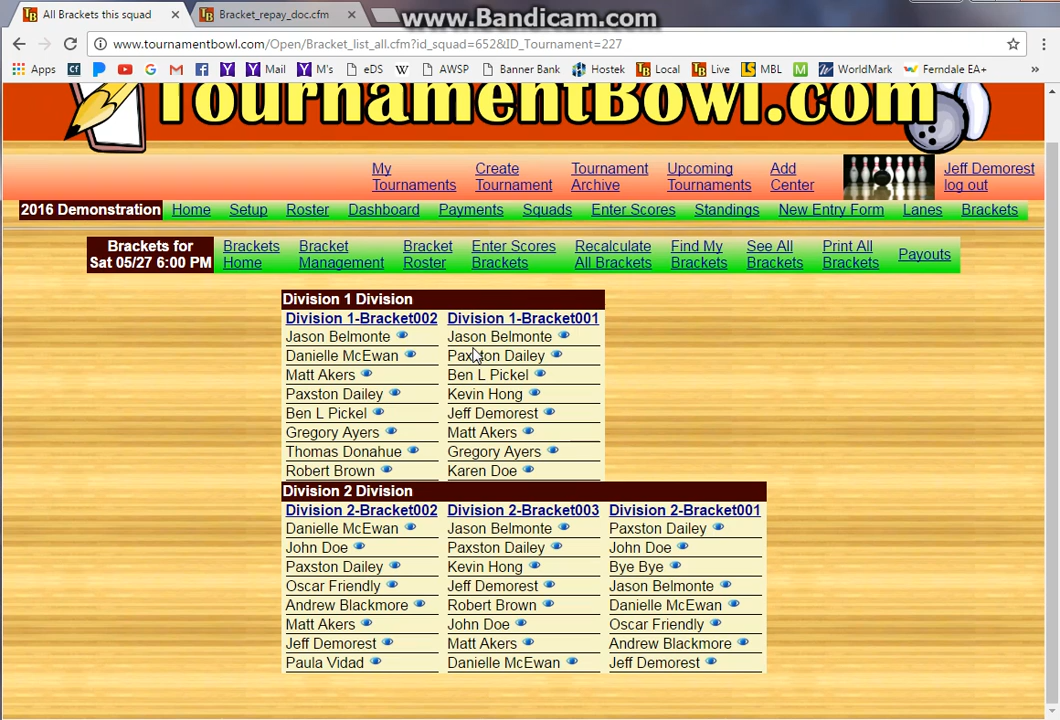 www.Bandicam.com
All Brackets this squad
Bracket_repay_doc.cfm
www.tournamentbowl.com/Open/Bracket_list_all.cfm?id_squad=652&ID_Tournament=227
Apps Mail M's eDS AWSP Banner Bank Hostek Local Live MBL WorldMark Ferndale EA+ »
TournamentBowl.com
My Tournaments
Create Tournament
Tournament Archive
Upcoming Tournaments
Add Center
Jeff Demorest
log out
2016 Demonstration Home Setup Roster Dashboard Payments Squads Enter Scores Standings New Entry Form Lanes Brackets
Brackets for
Sat 05/27 6:00 PM
Brackets Home
Bracket Management
Bracket Roster
Enter Scores Brackets
Recalculate All Brackets
Find My Brackets
See All Brackets
Print All Brackets
Payouts
Division 1 Division
Division 1-Bracket002 Division 1-Bracket001
Jason Belmonte Jason Belmonte
Danielle McEwan Paxston Dailey
Matt Akers Ben L Pickel
Paxston Dailey Kevin Hong
Ben L Pickel Jeff Demorest
Gregory Ayers Matt Akers
Thomas Donahue Gregory Ayers
Robert Brown Karen Doe
Division 2 Division
Division 2-Bracket002 Division 2-Bracket003 Division 2-Bracket001
Danielle McEwan Jason Belmonte Paxston Dailey
John Doe Paxston Dailey John Doe
Paxston Dailey Kevin Hong Bye Bye
Oscar Friendly Jeff Demorest Jason Belmonte
Andrew Blackmore Robert Brown Danielle McEwan
Matt Akers John Doe Oscar Friendly
Jeff Demorest Matt Akers Andrew Blackmore
Paula Vidad Danielle McEwan Jeff Demorest